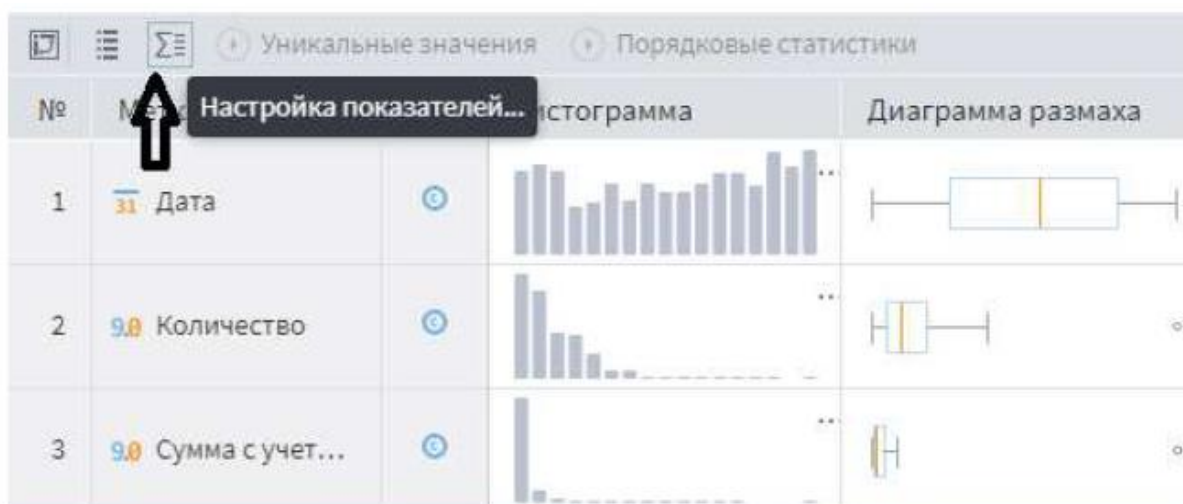 Уникальные значения Порядковые статистики
№ Настройка показателей... истограмма Диаграмма размаха
1 31 Дата
2 9.0 Количество
3 9.0 Сумма с учет...